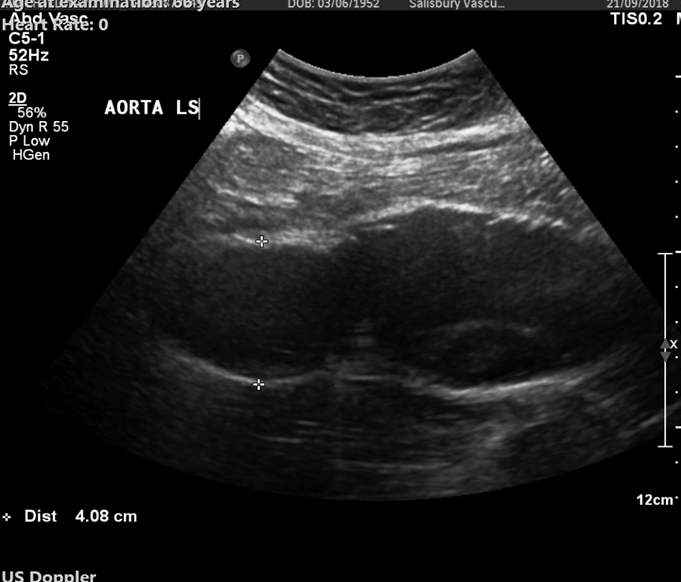 Age at examination: 66 years
DOB: 03/06/1952
Salisbury Vascu...
21/09/2018
Abd Vasc
Heart Rate: 0
TIS0.2
C5-1
52Hz
RS
P
2D
56%
Dyn R 55
P Low
HGen
AORTA LS
X
12cm
Dist 4.08 cm
US Doppler